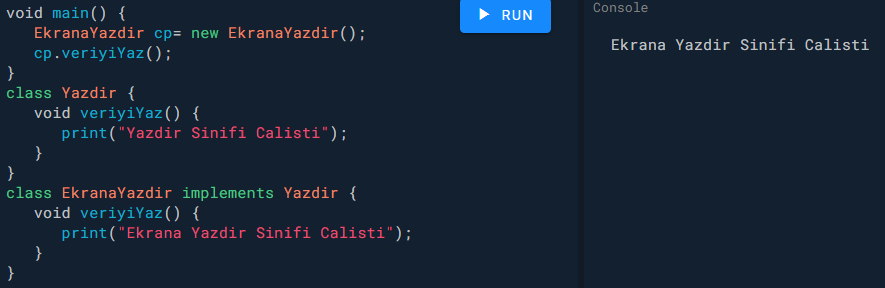 void main() {
   EkranaYazdir cp= new EkranaYazdir();
   cp.veriyiYaz();
}
class Yazdir {
   void veriyiYaz() {
      print("Yazdir Sinifi Calisti");
   }
}
class EkranaYazdir implements Yazdir {
   void veriyiYaz() {
      print("Ekrana Yazdir Sinifi Calisti");
   }
}
RUN
Console
Ekrana Yazdir Sinifi Calisti